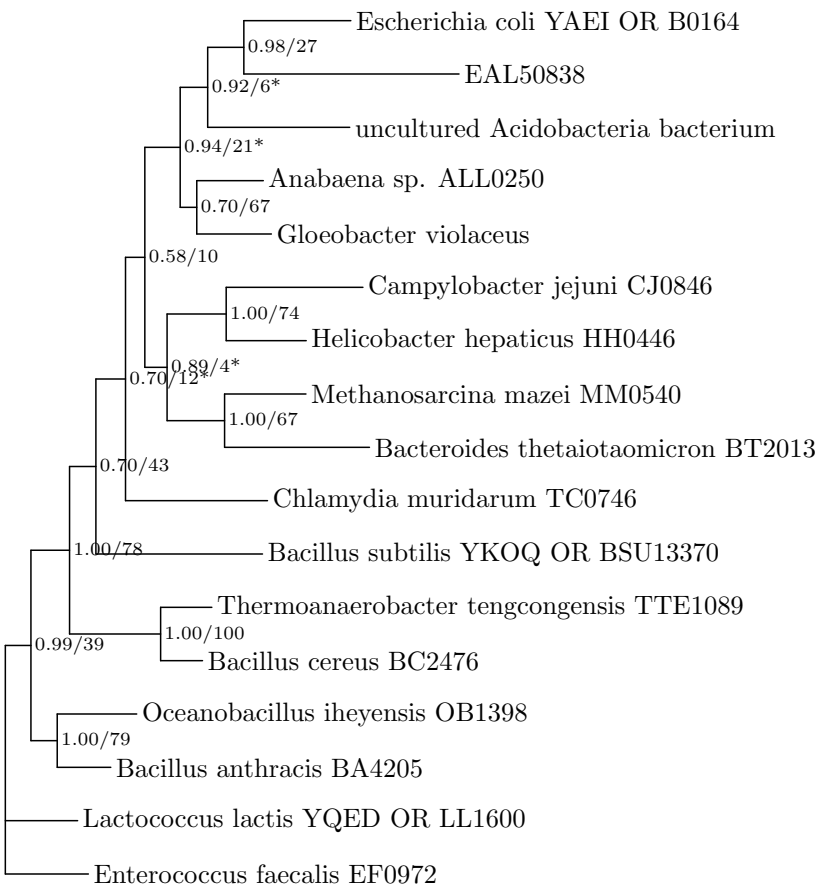 Escherichia coli YAEI OR B0164
0.98/27
EAL50838
0.92/6*
uncultured Acidobacteria bacterium
0.94/21*
Anabaena sp. ALL0250
0.70/67
Gloeobacter violaceus
0.58/10
Campylobacter jejuni CJ0846
1.00/74
Helicobacter hepaticus HH0446
0.89/4*
0.70/12*
Methanosarcina mazei MM0540
1.00/67
Bacteroides thetaiotaomicron BT2013
0.70/43
Chlamydia muridarum TC0746
1.00/78
Bacillus subtilis YKOQ OR BSU13370
Thermoanaerobacter tengcongensis TTE1089
1.00/100
0.99/39
Bacillus cereus BC2476
Oceanobacillus iheyensis OB1398
1.00/79
Bacillus anthracis BA4205
Lactococcus lactis YQED OR LL1600
Enterococcus faecalis EF0972